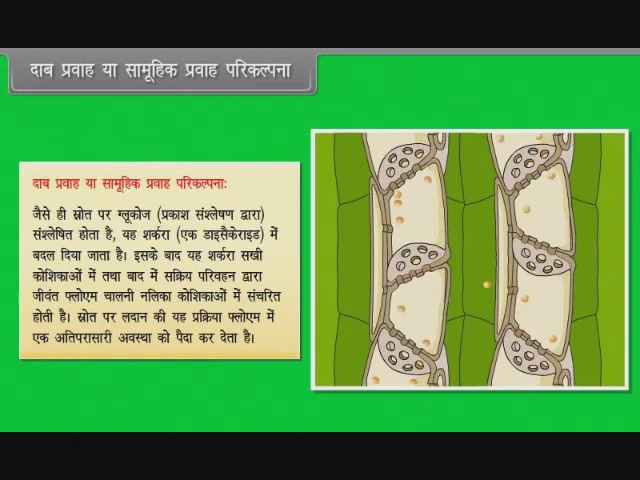 दाब प्रवाह या सामूहिक प्रवाह परिकल्पना
दाब प्रवाह या सामूहिक प्रवाह परिकल्पना:
जैसे ही स्रोत पर ग्लूकोज (प्रकाश संश्लेषण द्वारा)
संश्लेषित होता है, यह शर्करा (एक डाइसैकेराइड) में
बदल दिया जाता है। इसके बाद यह शर्करा सखी
कोशिकाओं में तथा बाद में सक्रिय परिवहन द्वारा
जीवंत फ्लोएम चालनी नलिका कोशिकाओं में संचरित
होती है। स्रोत पर लदान की यह प्रक्रिया फ्लोएम में
एक अतिपरासारी अवस्था को पैदा कर देता है।